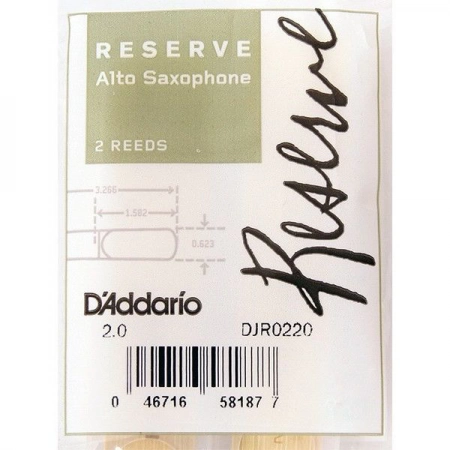 RESERVE
Alto Saxophone
2 REEDS
Reserve
3.266
1.582
0.623
D'Addario
2.0 DJR0220
0 46716 58187 7